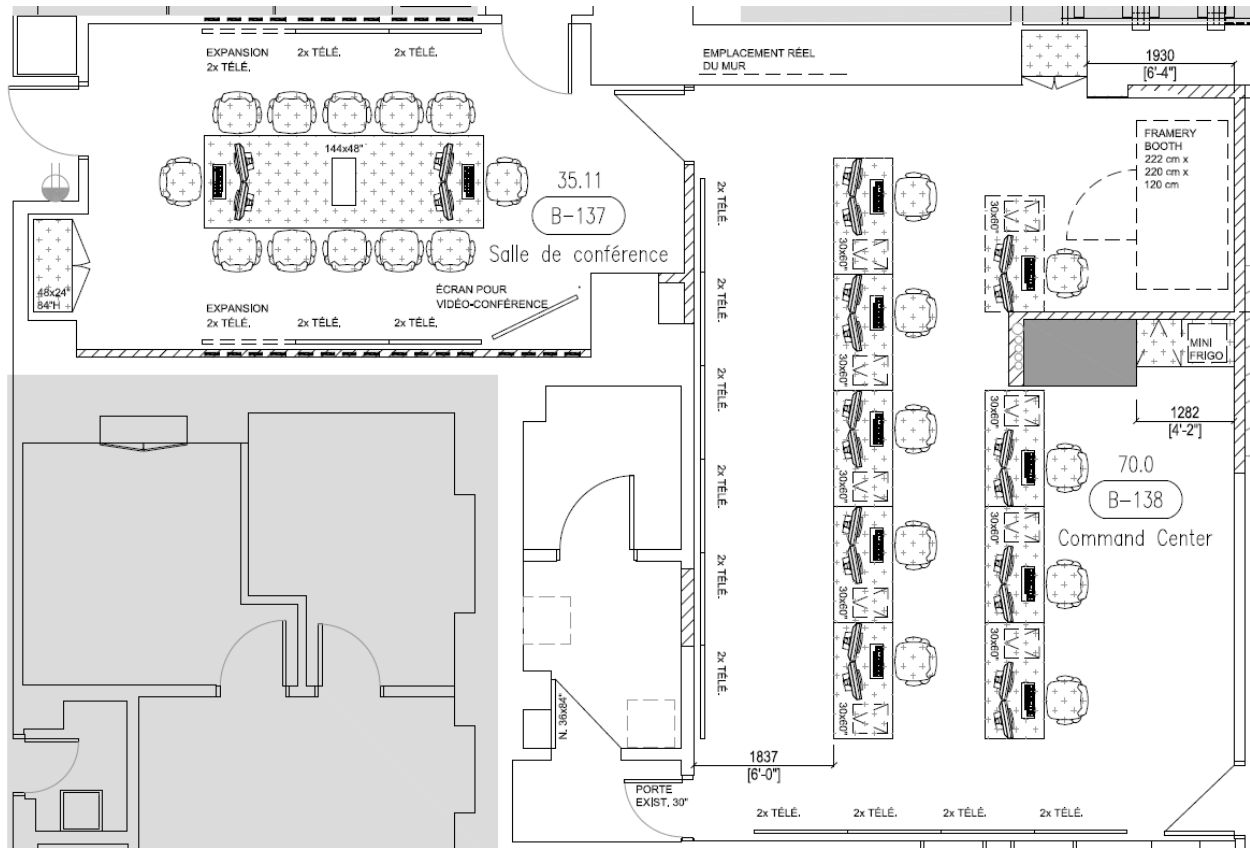 EXPANSION
2x TÉLÉ.
2x TÉLÉ.
2x TÉLÉ.
EMPLACEMENT RÉEL
DU MUR
1930
[6'-4"]
144x48"
35.11
B-137
Salle de conférence
FRAMERY
BOOTH
222 cm x
220 cm x
120 cm
48x24"
84"H
EXPANSION
2x TÉLÉ.
2x TÉLÉ.
2x TÉLÉ.
ÉCRAN POUR
VIDÉO-CONFÉRENCE
2x TÉLÉ.
2x TÉLÉ.
2x TÉLÉ.
2x TÉLÉ.
2x TÉLÉ.
2x TÉLÉ.
30x60"
30x60"
30x60"
30x60"
30x60"
30x60"
30x60"
30x60"
30x60"
MINI
FRIGO
1282
[4'-2"]
70.0
B-138
Command Center
N. 36x84"
1837
[6'-0"]
PORTE
EXIST. 30"
2x TÉLÉ.
2x TÉLÉ.
2x TÉLÉ.
2x TÉLÉ.